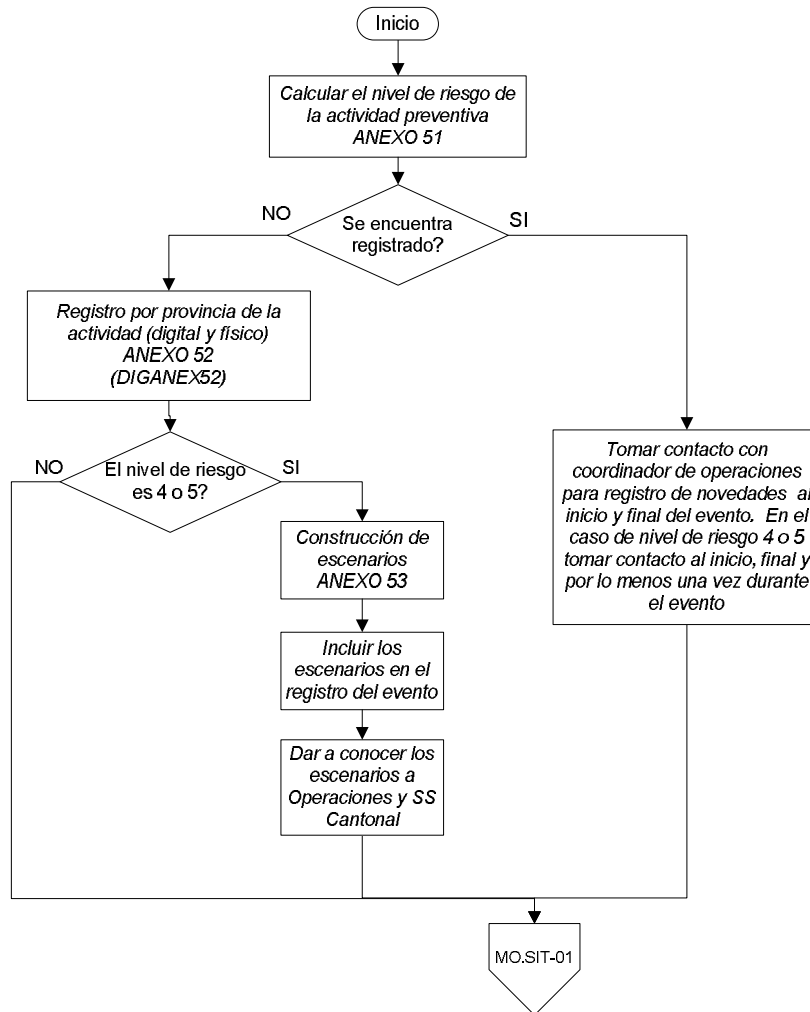 Inicio
Calcular el nivel de riesgo de
la actividad preventiva
ANEXO 51
NO
Se encuentra
registrado?
SI
Registro por provincia de la
actividad (digital y físico)
ANEXO 52
(DIGANEX52)
NO
El nivel de riesgo
es 4 o 5?
SI
Construcción de
escenarios
ANEXO 53
Incluir los
escenarios en el
registro del evento
Dar a conocer los
escenarios a
Operaciones y SS
Cantonal
Tomar contacto con
coordinador de operaciones
para registro de novedades al
inicio y final del evento. En el
caso de nivel de riesgo 4 o 5
tomar contacto al inicio, final y
por lo menos una vez durante
el evento
MO.SIT-01